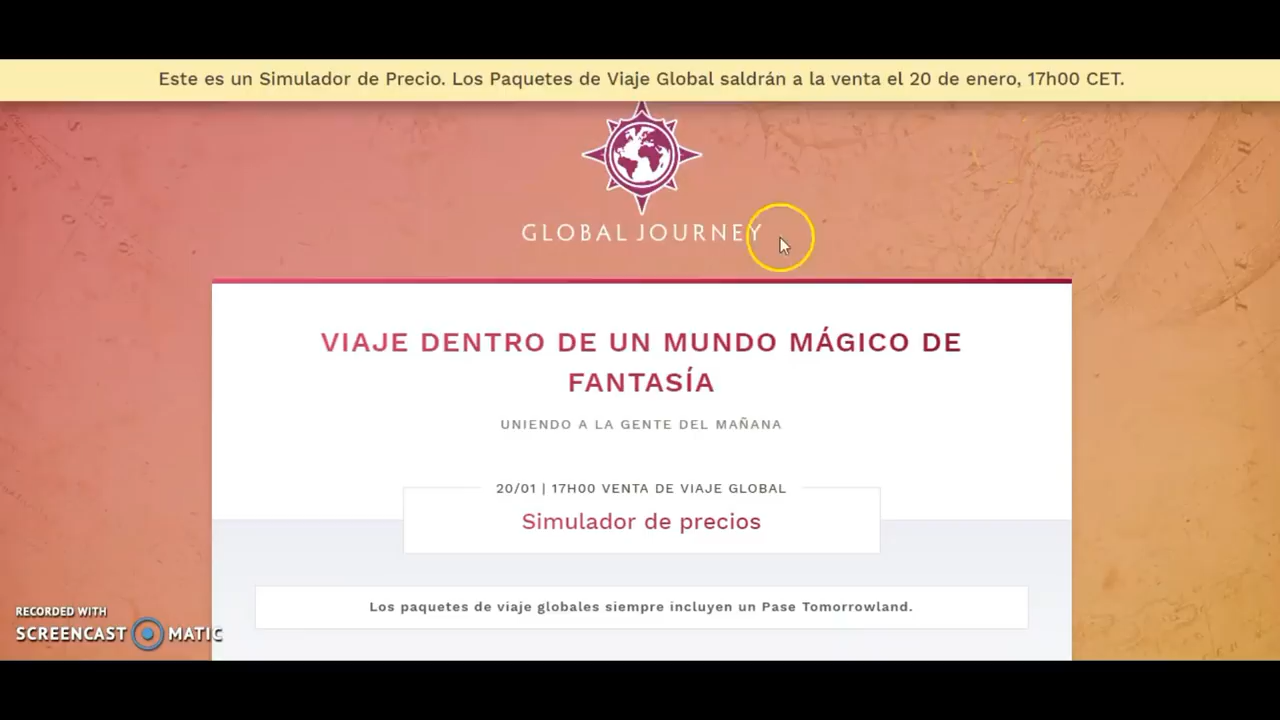 Este es un Simulador de Precio. Los Paquetes de Viaje Global saldrán a la venta el 20 de enero, 17h00 CET.
GLOBAL JOURNEY
VIAJE DENTRO DE UN MUNDO MÁGICO DE
FANTASÍA
UNIENDO A LA GENTE DEL MAÑANA
20/01 | 17H00 VENTA DE VIAJE GLOBAL
Simulador de precios
Los paquetes de viaje globales siempre incluyen un Pase Tomorrowland.
RECORDED WITH
SCREENCAST MATIC